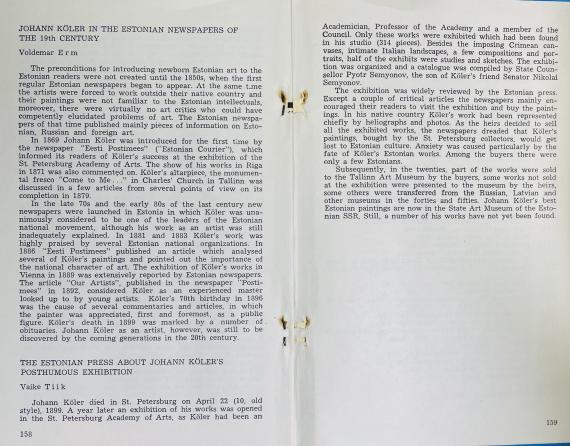 JOHANN KÖLER IN THE ESTONIAN NEWSPAPERS OF
THE 19th CENTURY
Voldemar Erm
The preconditions for introducing newborn Estonian art to the
Estonian readers were not created until the 1850s, when the first
regular Estonian newspapers began to appear. At the same time
the artists were forced to work outside their native country and
their paintings were not familiar to the Estonian intellectuals,
moreover, there were virtually no art critics who could have
competently elucidated problems of art. The Estonian newspa-
pers of that time published mainly pieces of information on Esto-
nian, Russian and foreign art.
In 1869 Johann Köler was introduced for the first time by
the newspaper "Eesti Postimees" ("Estonian Courier"), which
informed its readers of Köler's success at the exhibition of the
St. Petersburg Academy of Arts. The show of his works in Riga
in 1871 was also commented on. Köler's altarpiece, the monumen-
tal fresco "Come to Me..." in Charles' Church in Tallinn was
discussed in a few articles from several points of view on its
completion in 1879.
In the late 70s and the early 80s of the last century new
newspapers were launched in Estonia in which Köler was una-
nimously considered to be one of the leaders of the Estonian
national movement, although his work as an artist was still
inadequately explained. In 1881 and 1883 Köler's work was
highly praised by several Estonian national organizations. In
1886 "Eesti Postimees" published an article which analysed
several of Köler's paintings and pointed out the importance of
the national character of art. The exhibition of Köler's works in
Vienna in 1889 was extensively reported by Estonian newspapers.
The article "Our Artists", published in the newspaper "Posti-
mees" in 1892, considered Köler as an experienced master
looked up to by young artists. Köler's 70th birthday in 1896
was the cause of several commentaries and articles, in which
the painter was appreciated, first and foremost, as a public
figure. Köler's death in 1899 was marked by a number of
obituaries. Johann Köler as an artist, however, was still to be
discovered by the coming generations in the 20th century.
THE ESTONIAN PRESS ABOUT JOHANN KÖLER'S
POSTHUMOUS EXHIBITION
Vaike Tiik
Johann Köler died in St. Petersburg on April 22 (10, old
style), 1899. A year later an exhibition of his works was opened
in the St. Petersburg Academy of Arts, as Köler had been an
158
Academician, Professor of the Academy and a member of the
Council. Only these works were exhibited which had been found
in his studio (314 pieces). Besides the imposing Crimean can-
vases, intimate Italian landscapes, a few compositions and por-
traits, half of the exhibits were studies and sketches. The exhibi-
tion was organized and a catalogue was compiled by State Coun-
sellor Pyotr Semyonov, the son of Köler's friend Senator Nikolai
Semyonov.
The exhibition was widely reviewed by the Estonian press.
Except a couple of critical articles the newspapers mainly en-
couraged their readers to visit the exhibition and buy the paint-
ings. In his native country Köler's work had been represented
chiefly by heliographs and photos. As the heirs decided to sell
all the exhibited works, the newspapers dreaded that Köler's
paintings, bought by the St. Petersburg collectors, would get
lost to Estonian culture. Anxiety was caused particularly by the
fate of Köler's Estonian works. Among the buyers there were
only a few Estonians.
Subsequently, in the twenties, part of the works were sold
to the Tallinn Art Museum by the buyers, some works not sold
at the exhibition were presented to the museum by the heirs,
some others were transferred from the Russian, Latvian and
other museums in the forties and fifties. Johann Köler's best
Estonian paintings are now in the State Art Museum of the Esto-
nian SSR. Still, a number of his works have not yet been found.
159